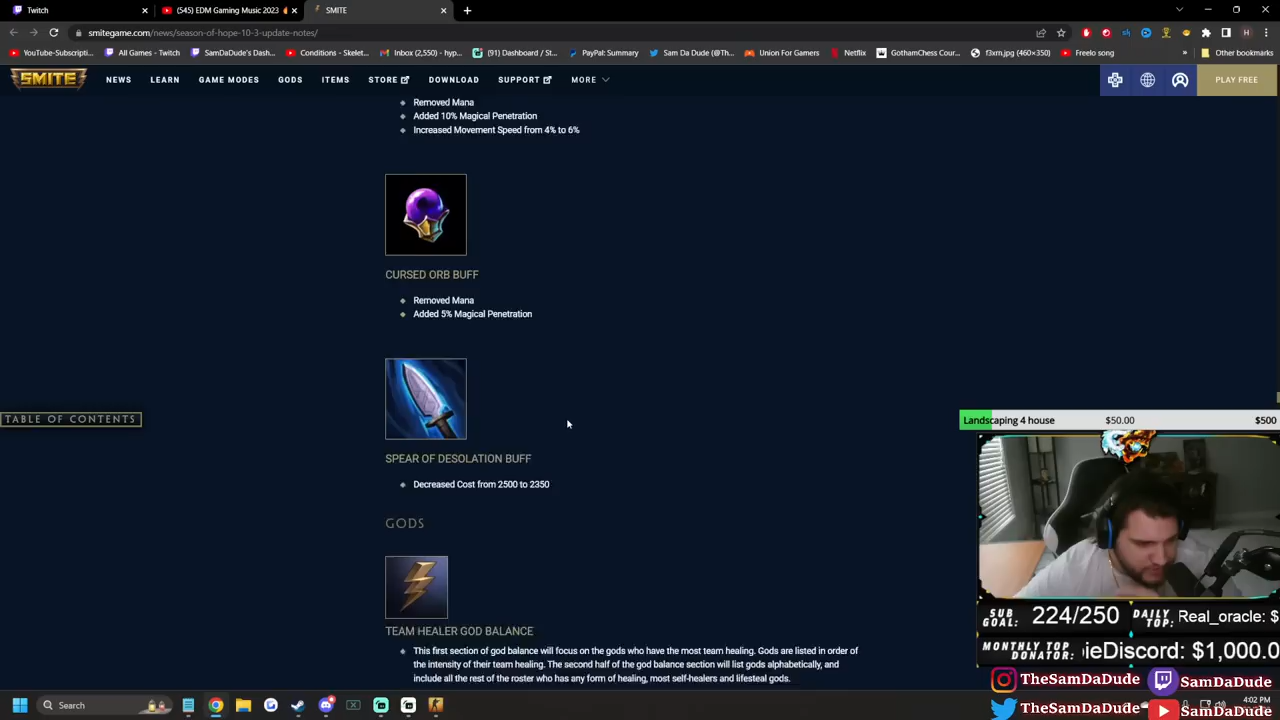 Twitch
(545) EDM Gaming Music 2023
SMITE
smitegame.com/news/season-of-hope-10-3-update-notes/
YouTube-Subscripti...
All Games - Twitch
SamDaDude's Dash...
Conditions - Skelet...
Inbox (2,550) - hyp...
(91) Dashboard / St...
PayPal: Summary
Sam Da Dude (@Th...
Union For Gamers
Netflix
GothamChess Cour...
f3xm.jpg (460×350)
Freelo song
Other bookmarks
SMITE
NEWS
LEARN
GAME MODES
GODS
ITEMS
STORE
DOWNLOAD
SUPPORT
MORE
PLAY FREE
Removed Mana
Added 10% Magical Penetration
Increased Movement Speed from 4% to 6%
CURSED ORB BUFF
Removed Mana
Added 5% Magical Penetration
TABLE OF CONTENTS
Landscaping 4 house $50.00 $500
SPEAR OF DESOLATION BUFF
Decreased Cost from 2500 to 2350
GODS
TEAM HEALER GOD BALANCE
This first section of god balance will focus on the gods who have the most team healing. Gods are listed in order of
the intensity of their team healing. The second half of the god balance section will list gods alphabetically, and
include all the rest of the roster who has any form of healing, most self-healers and lifesteal gods.
SUB GOAL: 224/250
DAILY TOP: Real_oracle: $
MONTHLY TOP DONATOR: ieDiscord: $1,000.0
TheSamDaDude
SamDaDude
TheSamDaDude
SamDaDude
Search
4:02 PM